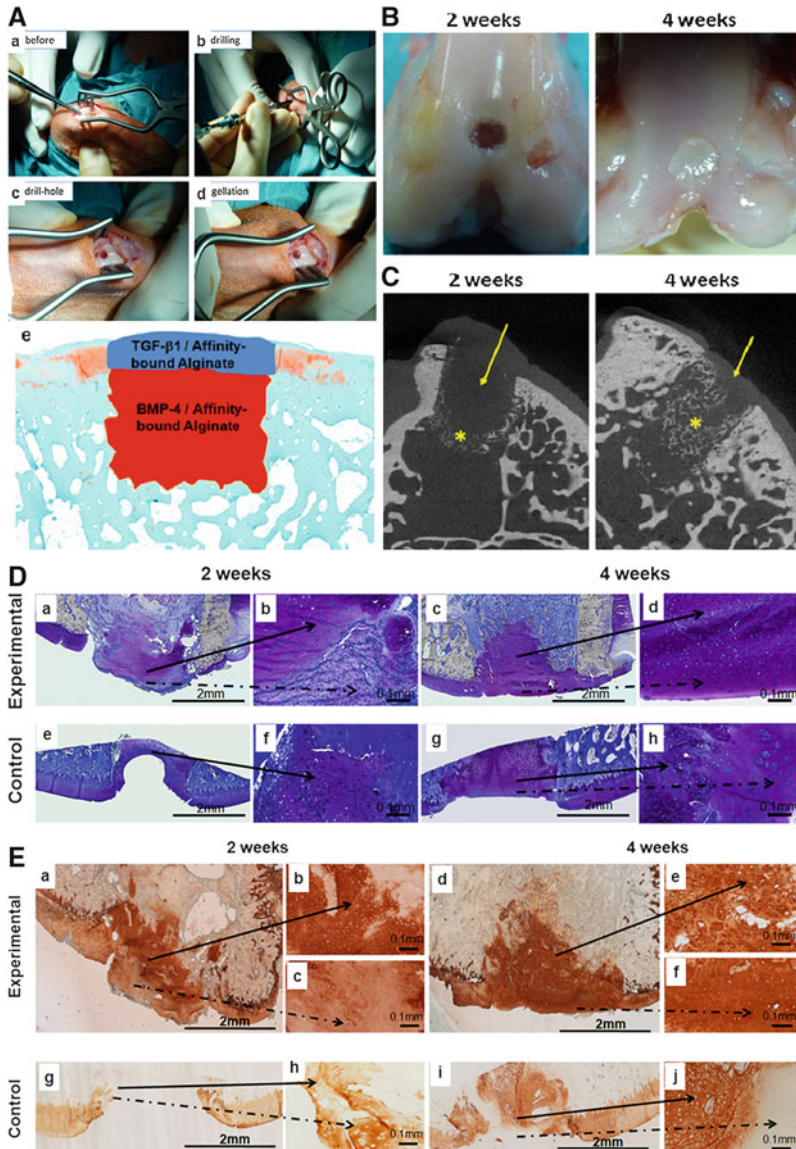 A
a before
b drilling
c drill-hole
d gellation
e
TGF-β1 / Affinity-
bound Alginate
BMP-4 / Affinity-
bound Alginate
B
2 weeks
4 weeks
C
2 weeks
4 weeks
*
*
D
2 weeks
4 weeks
Experimental
a
2mm
b
0.1mm
c
2mm
d
0.1mm
Control
e
2mm
f
0.1mm
g
2mm
h
0.1mm
E
2 weeks
4 weeks
Experimental
a
2mm
b
0.1mm
c
0.1mm
d
2mm
e
0.1mm
f
0.1mm
Control
g
2mm
h
0.1mm
i
2mm
j
0.1mm